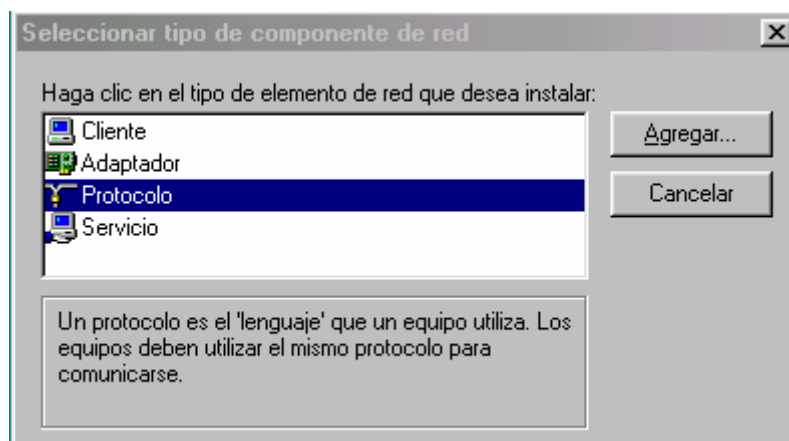 Seleccionar tipo de componente de red
Haga clic en el tipo de elemento de red que desea instalar:
Cliente
Adaptador
Protocolo
Servicio
Agregar...
Cancelar
Un protocolo es el 'lenguaje' que un equipo utiliza. Los
equipos deben utilizar el mismo protocolo para
comunicarse.